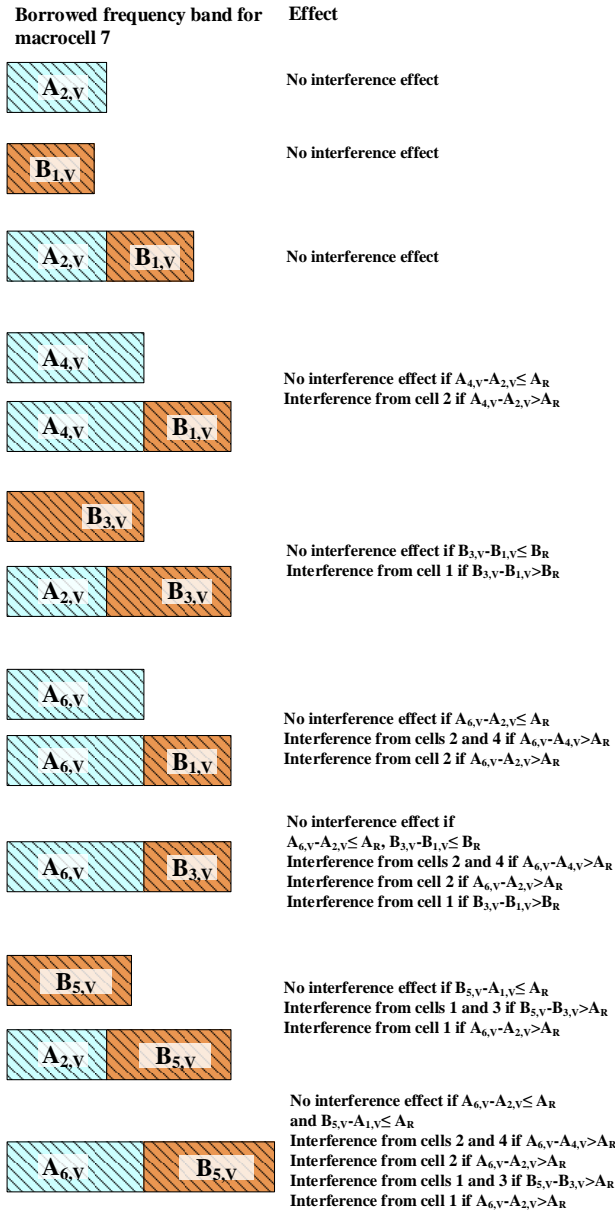 Borrowed frequency band for
macrocell 7
Effect
A2,V
No interference effect
B1,V
No interference effect
A2,V B1,V
No interference effect
A4,V
A4,V B1,V
No interference effect if A4,V-A2,V≤ AR
Interference from cell 2 if A4,V-A2,V>AR
B3,V
A2,V B3,V
No interference effect if B3,V-B1,V≤ BR
Interference from cell 1 if B3,V-B1,V>BR
A6,V
A6,V B1,V
No interference effect if A6,V-A2,V≤ AR
Interference from cells 2 and 4 if A6,V-A4,V>AR
Interference from cell 2 if A6,V-A2,V>AR
A6,V B3,V
No interference effect if
A6,V-A2,V≤ AR, B3,V-B1,V≤ BR
Interference from cells 2 and 4 if A6,V-A4,V>AR
Interference from cell 2 if A6,V-A2,V>AR
Interference from cell 1 if B3,V-B1,V>BR
B5,V
A2,V B5,V
No interference effect if B5,V-A1,V≤ AR
Interference from cells 1 and 3 if B5,V-B3,V>AR
Interference from cell 1 if A6,V-A2,V>AR
A6,V B5,V
No interference effect if A6,V-A2,V≤ AR
and B5,V-A1,V≤ AR
Interference from cells 2 and 4 if A6,V-A4,V>AR
Interference from cell 2 if A6,V-A2,V>AR
Interference from cells 1 and 3 if B5,V-B3,V>AR
Interference from cell 1 if A6,V-A2,V>AR